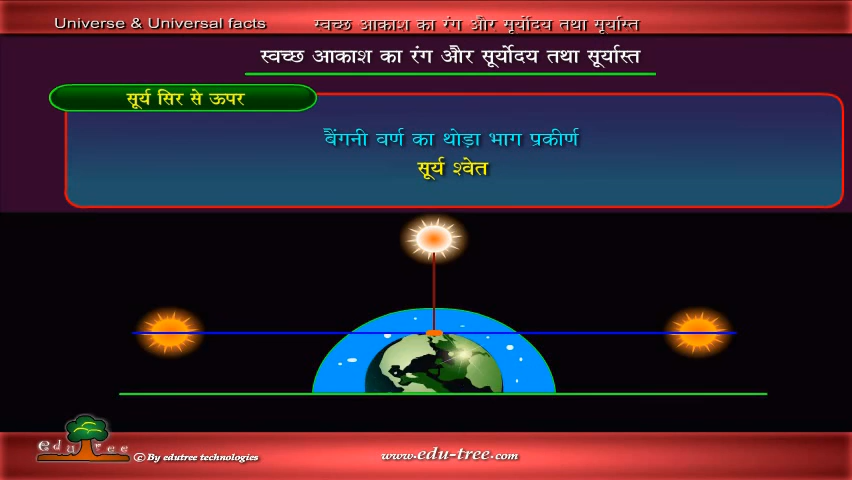 Universe & Universal facts
स्वच्छ आकाश का रंग और सूर्योदय तथा सूर्यास्त
स्वच्छ आकाश का रंग और सूर्योदय तथा सूर्यास्त
सूर्य सिर से ऊपर
बैंगनी वर्ण का थोड़ा भाग प्रकीर्ण
सूर्य श्वेत
edutree
© By edutree technologies
www.edu-tree.com